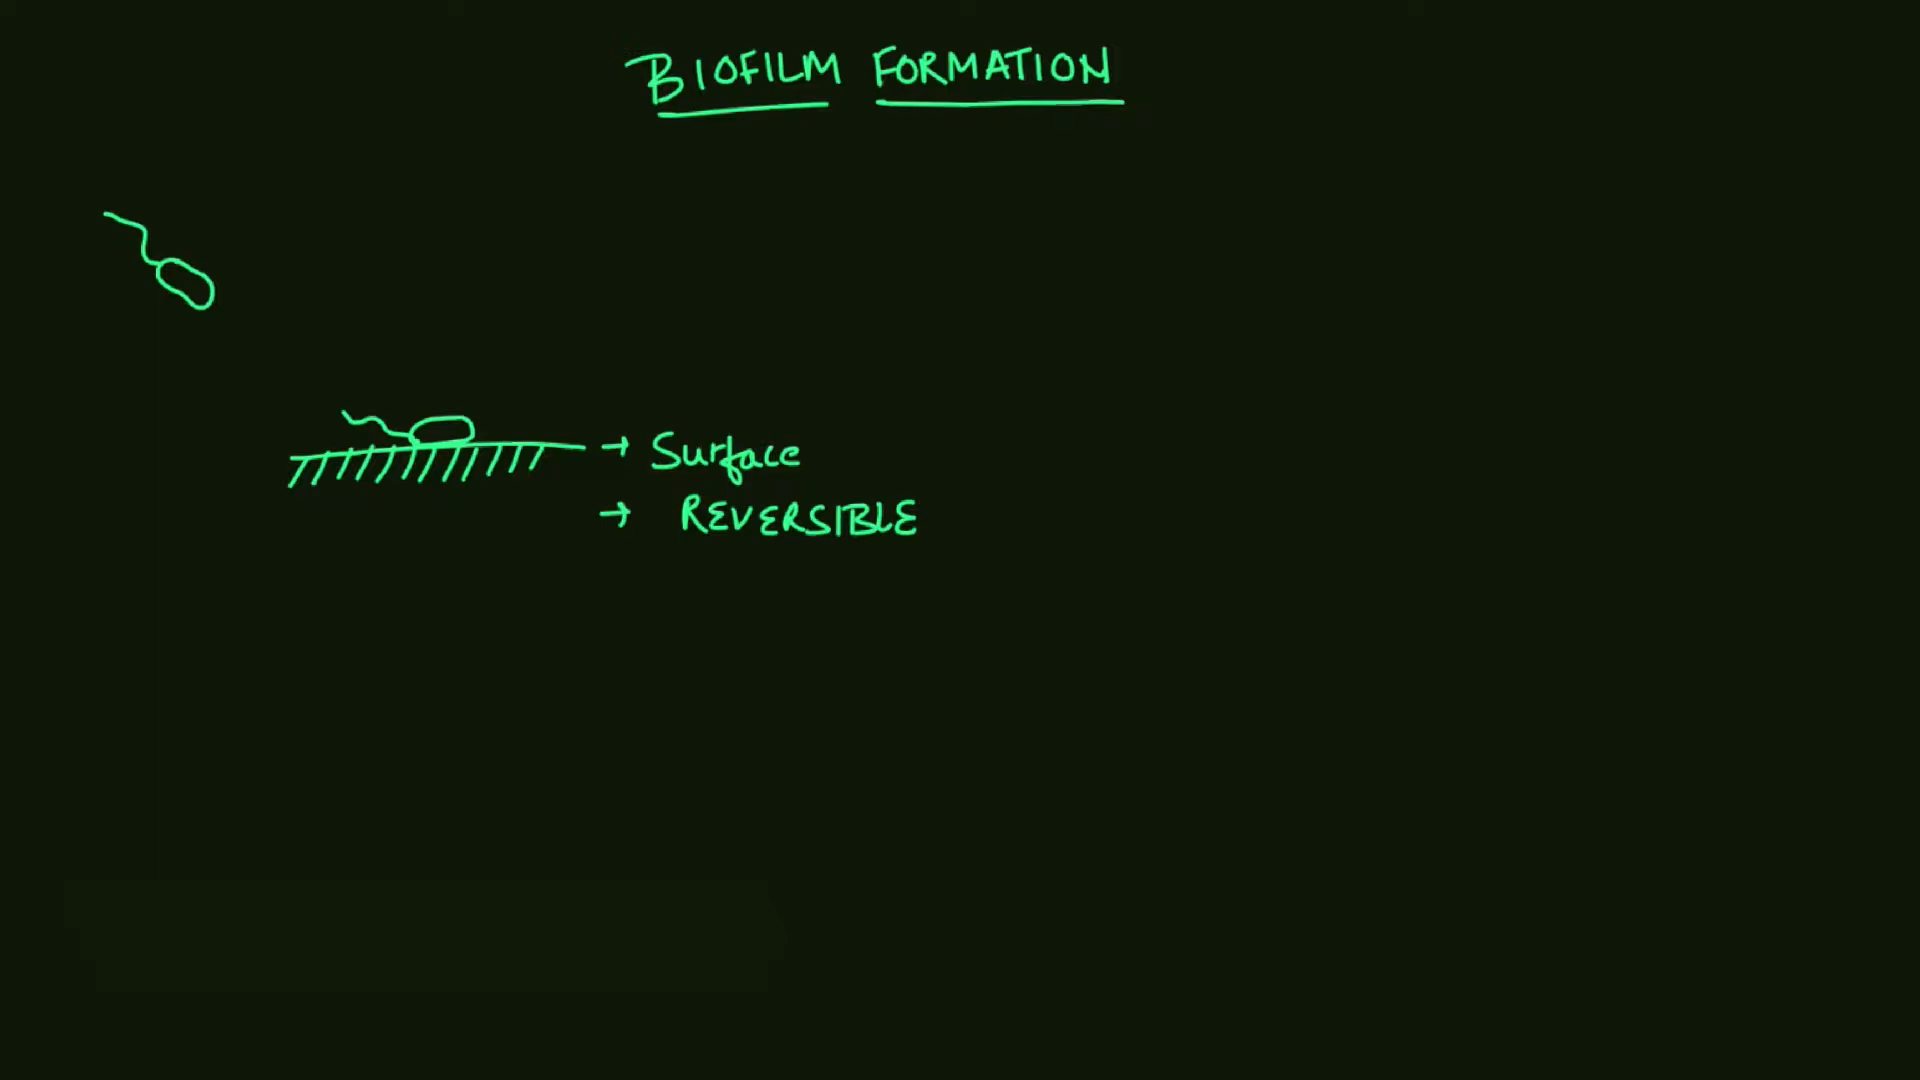 BIOFILM FORMATION
→ Surface
→ REVERSIBLE